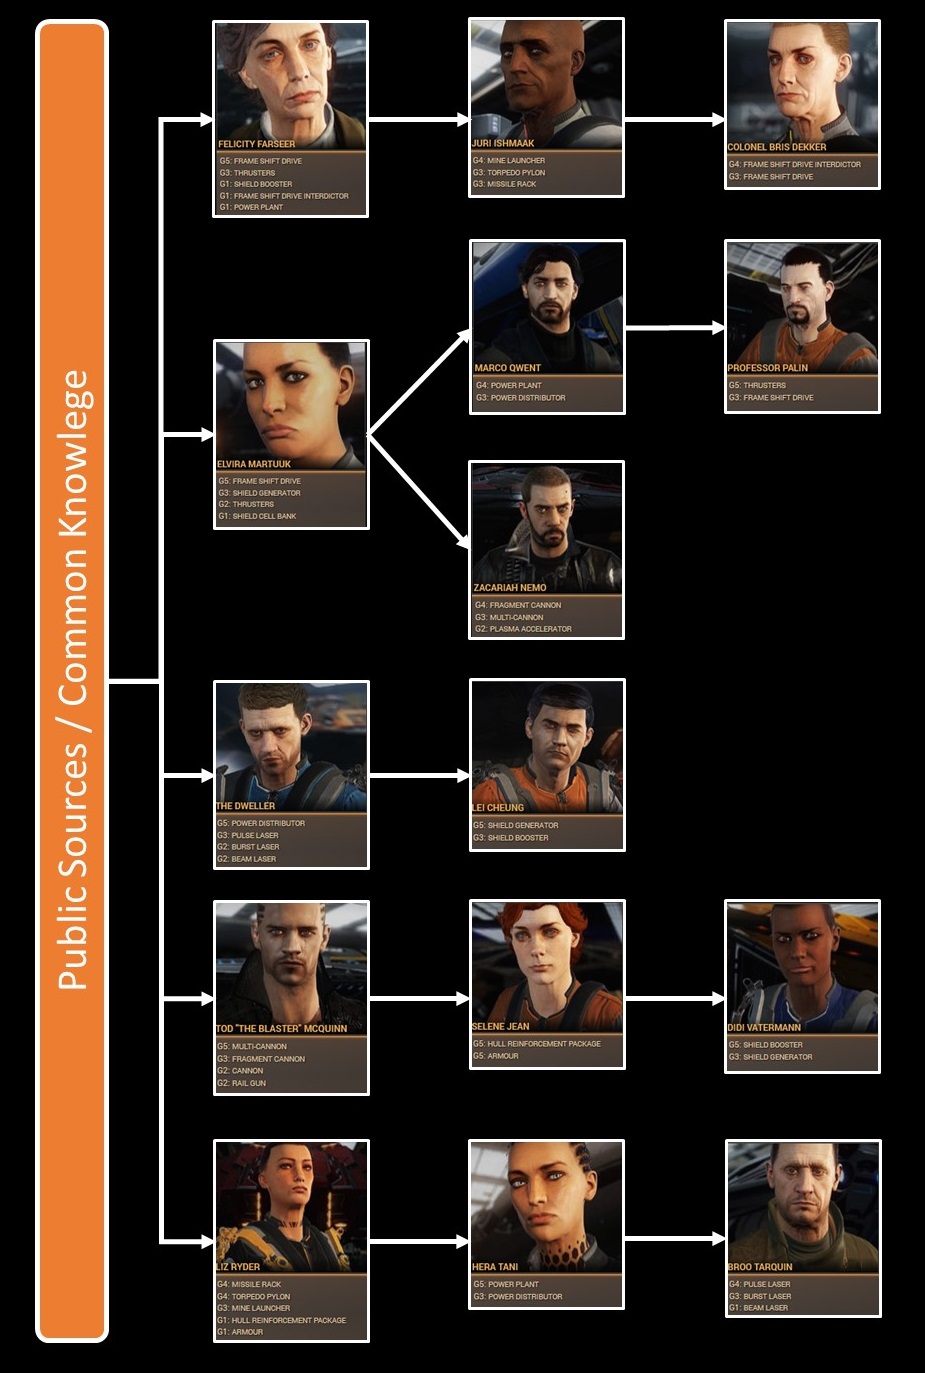 Public Sources / Common Knowlege
FELICITY FARSEER
G5: FRAME SHIFT DRIVE
G3: THRUSTERS
G1: SHIELD BOOSTER
G1: FRAME SHIFT DRIVE INTERDICTOR
G1: POWER PLANT
JURI ISHMAAK
G4: MINE LAUNCHER
G3: TORPEDO PYLON
G3: MISSILE RACK
COLONEL BRIS DEKKER
G4: FRAME SHIFT DRIVE INTERDICTOR
G3: FRAME SHIFT DRIVE
ELVIRA MARTUUK
G5: FRAME SHIFT DRIVE
G3: SHIELD GENERATOR
G2: THRUSTERS
G1: SHIELD CELL BANK
MARCO QWENT
G4: POWER PLANT
G3: POWER DISTRIBUTOR
PROFESSOR PALIN
G5: THRUSTERS
G3: FRAME SHIFT DRIVE
ZACARIAH NEMO
G4: FRAGMENT CANNON
G3: MULTI-CANNON
G2: PLASMA ACCELERATOR
THE DWELLER
G5: POWER DISTRIBUTOR
G3: PULSE LASER
G2: BURST LASER
G2: BEAM LASER
LEI CHEUNG
G5: SHIELD GENERATOR
G3: SHIELD BOOSTER
TOD "THE BLASTER" MCQUINN
G5: MULTI-CANNON
G3: FRAGMENT CANNON
G2: CANNON
G2: RAIL GUN
SELENE JEAN
G5: HULL REINFORCEMENT PACKAGE
G5: ARMOUR
DIDI VATERMANN
G5: SHIELD BOOSTER
G3: SHIELD GENERATOR
LIZ RYDER
G4: MISSILE RACK
G4: TORPEDO PYLON
G3: MINE LAUNCHER
G1: HULL REINFORCEMENT PACKAGE
G1: ARMOUR
HERA TANI
G5: POWER PLANT
G3: POWER DISTRIBUTOR
BROO TARQUIN
G4: PULSE LASER
G3: BURST LASER
G1: BEAM LASER